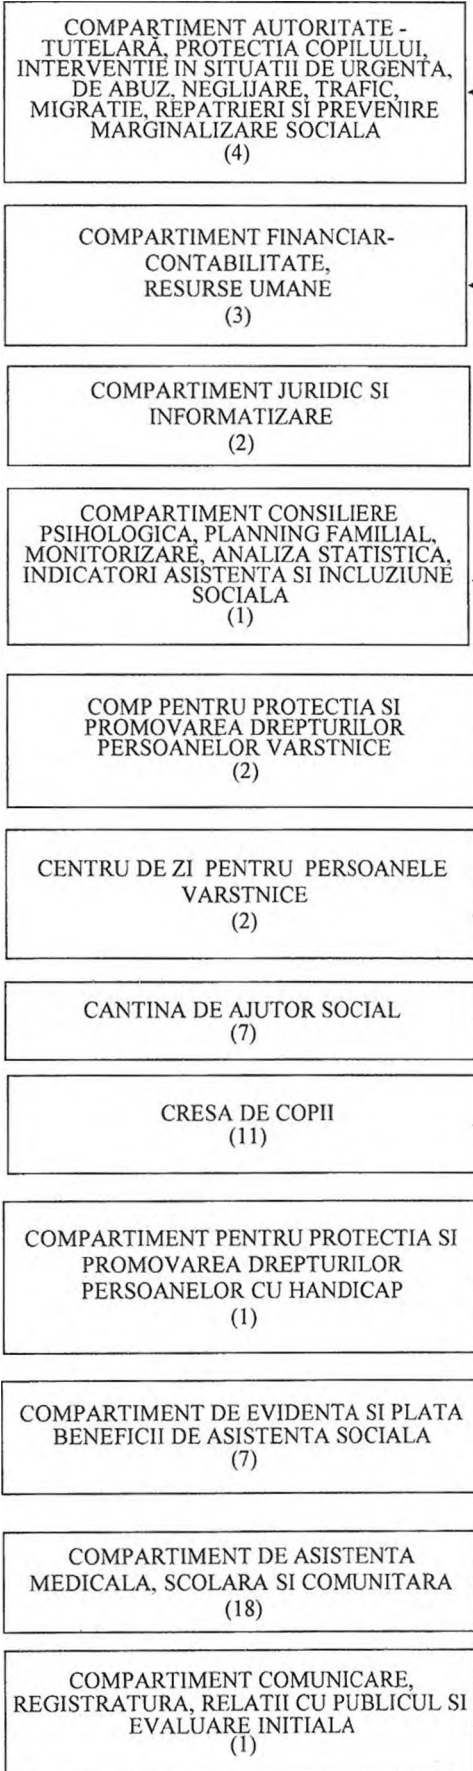 COMPARTIMENT AUTORITATE -
TUTELARĂ, PROTECTIA COPILULUI,
INTERVENTIE IN SITUATII DE URGENTA,
DE ABUZ, NEGLIJARE, TRAFIC,
MIGRATIE, REPATRIERI SI PREVENIRE
MARGINALIZARE SOCIALA
(4)
COMPARTIMENT FINANCIAR-
CONTABILITATE,
RESURSE UMANE
(3)
COMPARTIMENT JURIDIC SI
INFORMATIZARE
(2)
COMPARTIMENT CONSILIERE
PSIHOLOGICA, PLANNING FAMILIAL,
MONITORIZARE, ANALIZA STATISTICA,
INDICATORI ASISTENTA SI INCLUZIUNE
SOCIALA
(1)
COMP PENTRU PROTECTIA SI
PROMOVAREA DREPTURILOR
PERSOANELOR VARSTNICE
(2)
CENTRU DE ZI PENTRU PERSOANELE
VARSTNICE
(2)
CANTINA DE AJUTOR SOCIAL
(7)
CRESA DE COPII
(11)
COMPARTIMENT PENTRU PROTECTIA SI
PROMOVAREA DREPTURILOR
PERSOANELOR CU HANDICAP
(1)
COMPARTIMENT DE EVIDENTA SI PLATA
BENEFICII DE ASISTENTA SOCIALA
(7)
COMPARTIMENT DE ASISTENTA
MEDICALA, SCOLARA SI COMUNITARA
(18)
COMPARTIMENT COMUNICARE,
REGISTRATURA, RELATII CU PUBLICUL SI
EVALUARE INITIALA
(1)